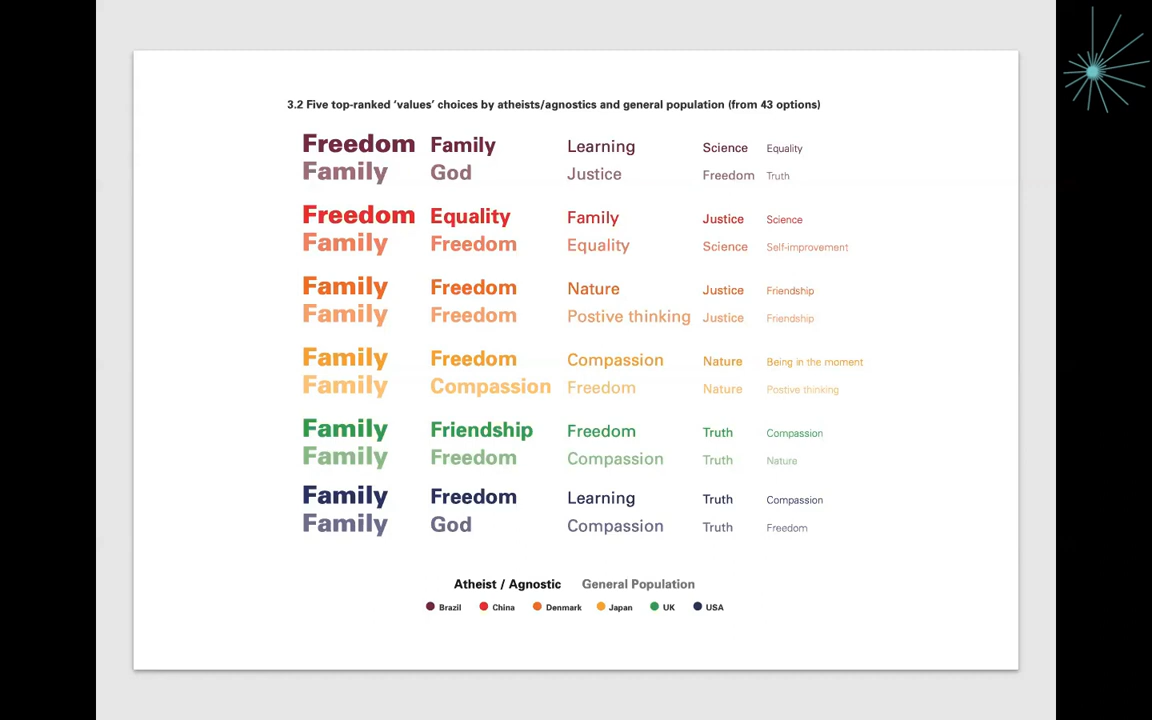 3.2 Five top-ranked ‘values’ choices by atheists/agnostics and general population (from 43 options)
Freedom Family Learning Science Equality
Family God Justice Freedom Truth
Freedom Equality Family Justice Science
Family Freedom Equality Science Self-improvement
Family Freedom Nature Justice Friendship
Family Freedom Postive thinking Justice Friendship
Family Freedom Compassion Nature Being in the moment
Family Compassion Freedom Nature Postive thinking
Family Friendship Freedom Truth Compassion
Family Freedom Compassion Truth Nature
Family Freedom Learning Truth Compassion
Family God Compassion Truth Freedom
Atheist / Agnostic General Population
Brazil China Denmark Japan UK USA